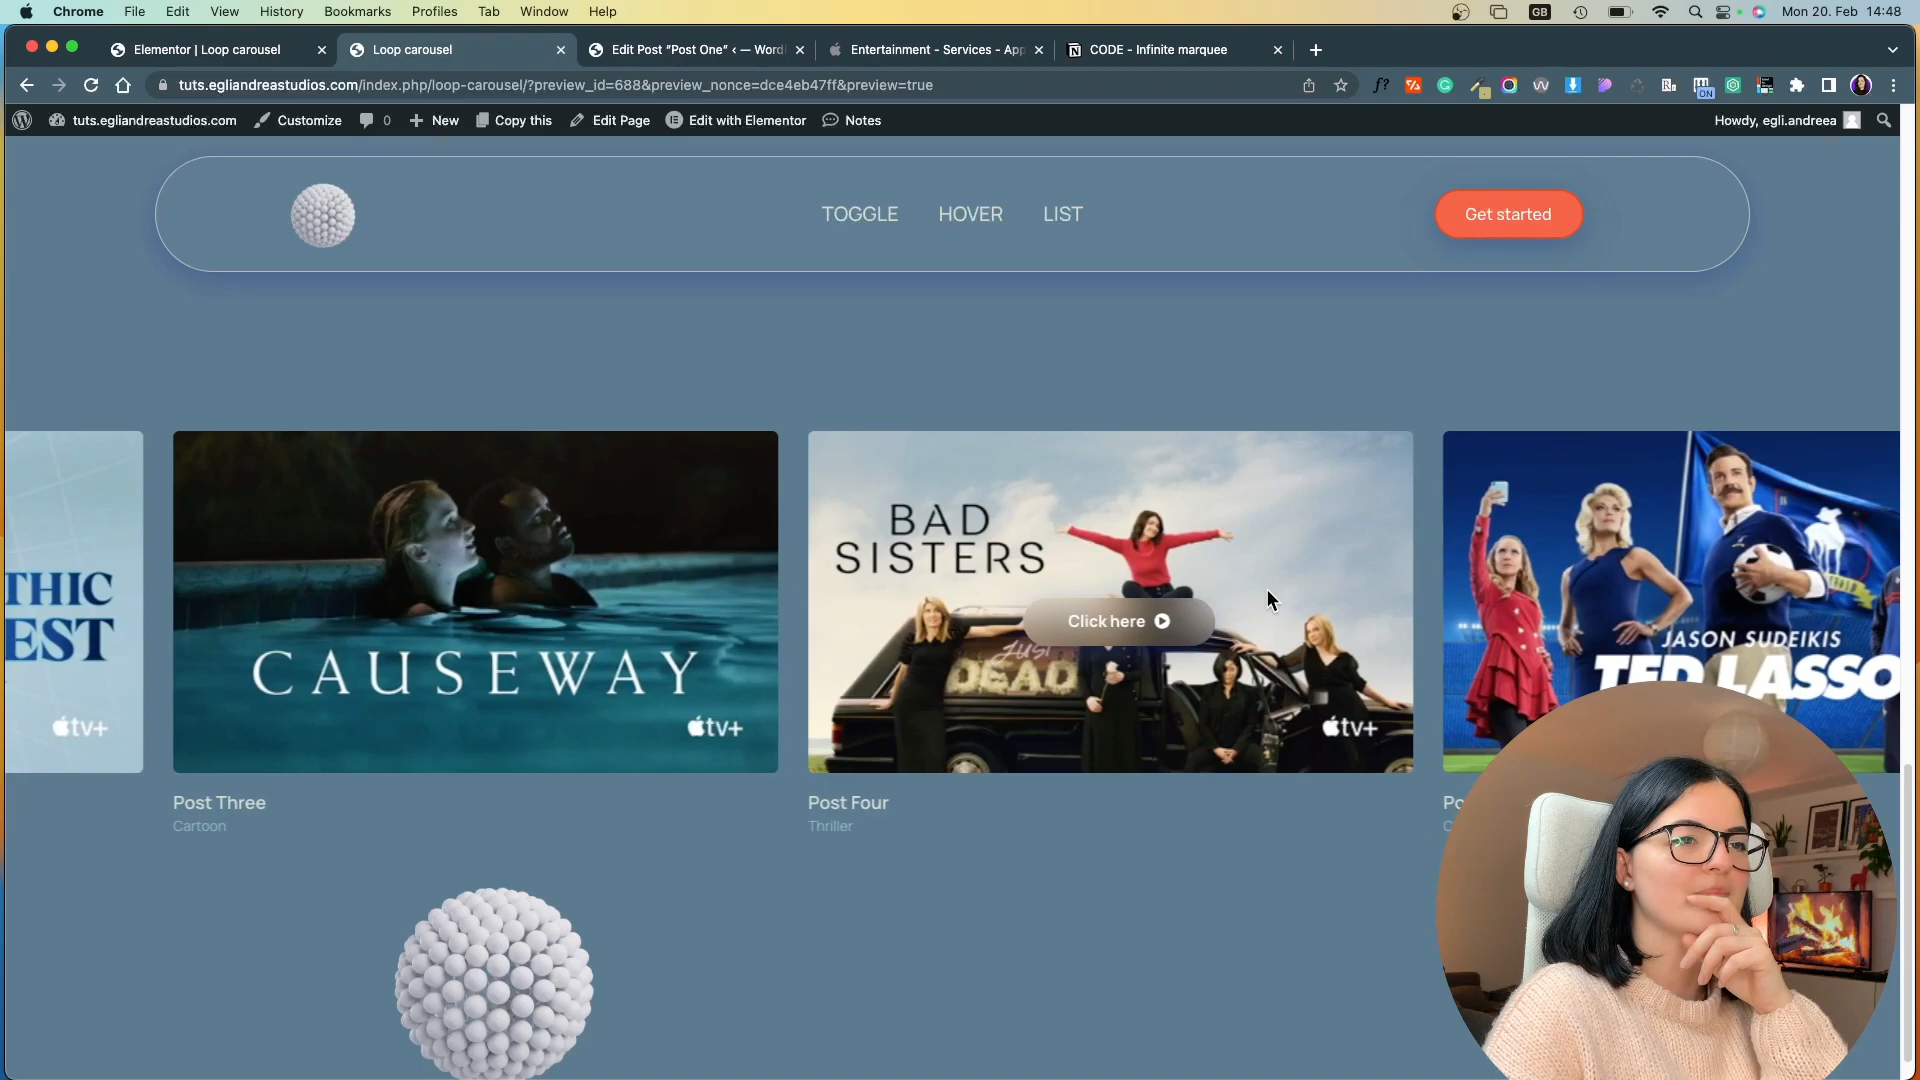 Chrome File Edit View History Bookmarks Profiles Tab Window Help GB Mon 20. Feb 14:48
Elementor | Loop carousel Loop carousel Edit Post “Post One” ‹ — Word Entertainment - Services - App CODE - Infinite marquee
tuts.egliandreastudios.com/index.php/loop-carousel/?preview_id=688&preview_nonce=dce4eb47ff&preview=true ON
tuts.egliandreastudios.com Customize 0 New Copy this Edit Page Edit with Elementor Notes Howdy, egli.andreea
TOGGLE HOVER LIST Get started
THIC
EST
tv+
CAUSEWAY
tv+
BAD
SISTERS
Click here
JUST
DEAD
tv+
JASON SUDEIKIS
TED LASSO
Post Three
Cartoon
Post Four
Thriller